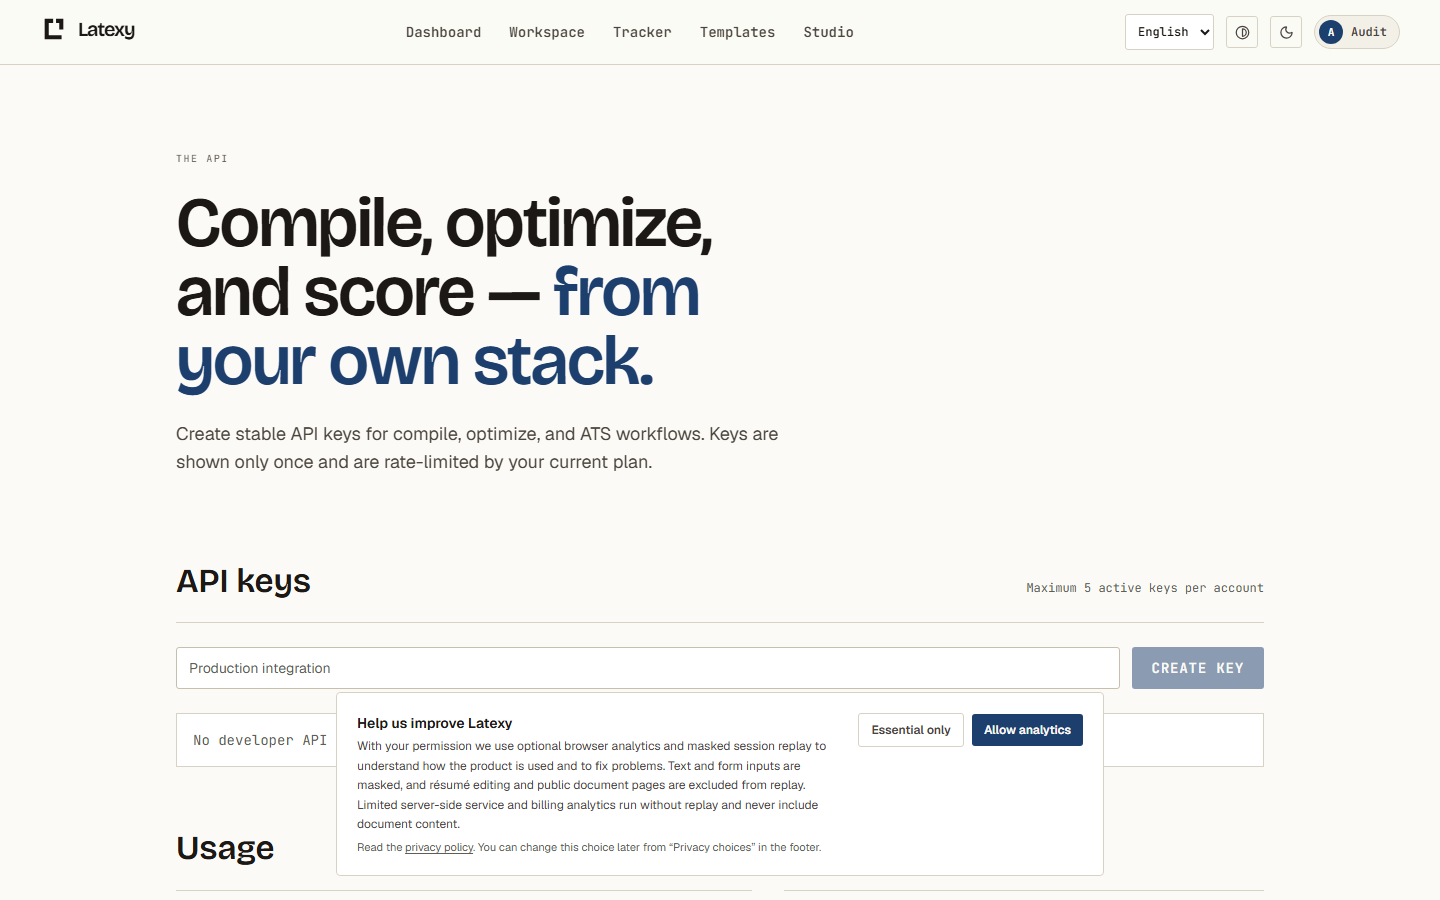 Latexy
Dashboard
Workspace
Tracker
Templates
Studio
English
A
Audit
THE API
Compile, optimize,
and score — from
your own stack.
Create stable API keys for compile, optimize, and ATS workflows. Keys are
shown only once and are rate-limited by your current plan.
API keys
Maximum 5 active keys per account
Production integration
CREATE KEY
No developer API
Help us improve Latexy
With your permission we use optional browser analytics and masked session replay to
understand how the product is used and to fix problems. Text and form inputs are
masked, and résumé editing and public document pages are excluded from replay.
Limited server-side service and billing analytics run without replay and never include
document content.
Read the privacy policy. You can change this choice later from “Privacy choices” in the footer.
Essential only
Allow analytics
Usage